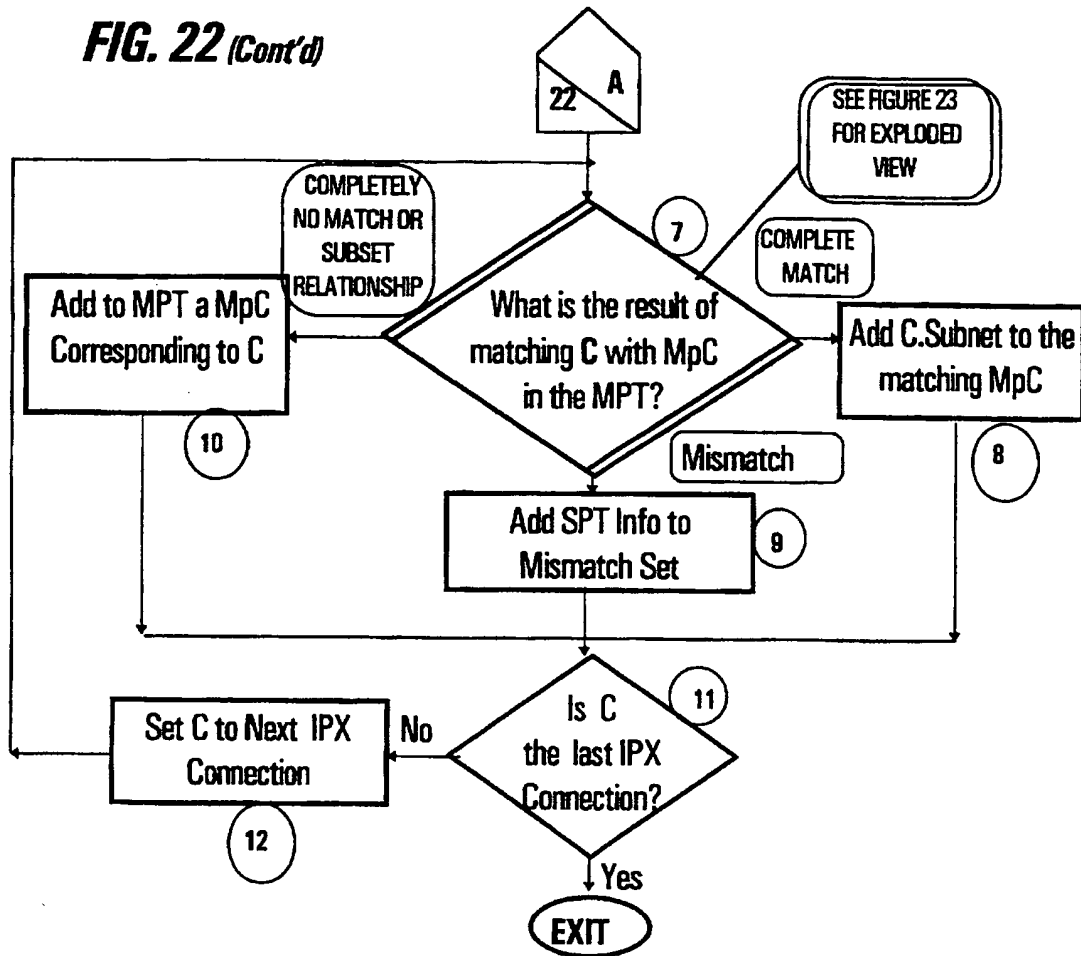 FIG. 22 (Cont'd)
22
A
SEE FIGURE 23
FOR EXPLODED
VIEW
COMPLETELY
NO MATCH OR
SUBSET
RELATIONSHIP
7
COMPLETE
MATCH
What is the result of
matching C with MpC
in the MPT?
Add to MPT a MpC
Corresponding to C
10
Add C.Subnet to the
matching MpC
8
Mismatch
Add SPT Info to
Mismatch Set
9
Is C
the last IPX
Connection?
11
No
Set C to Next IPX
Connection
12
Yes
EXIT